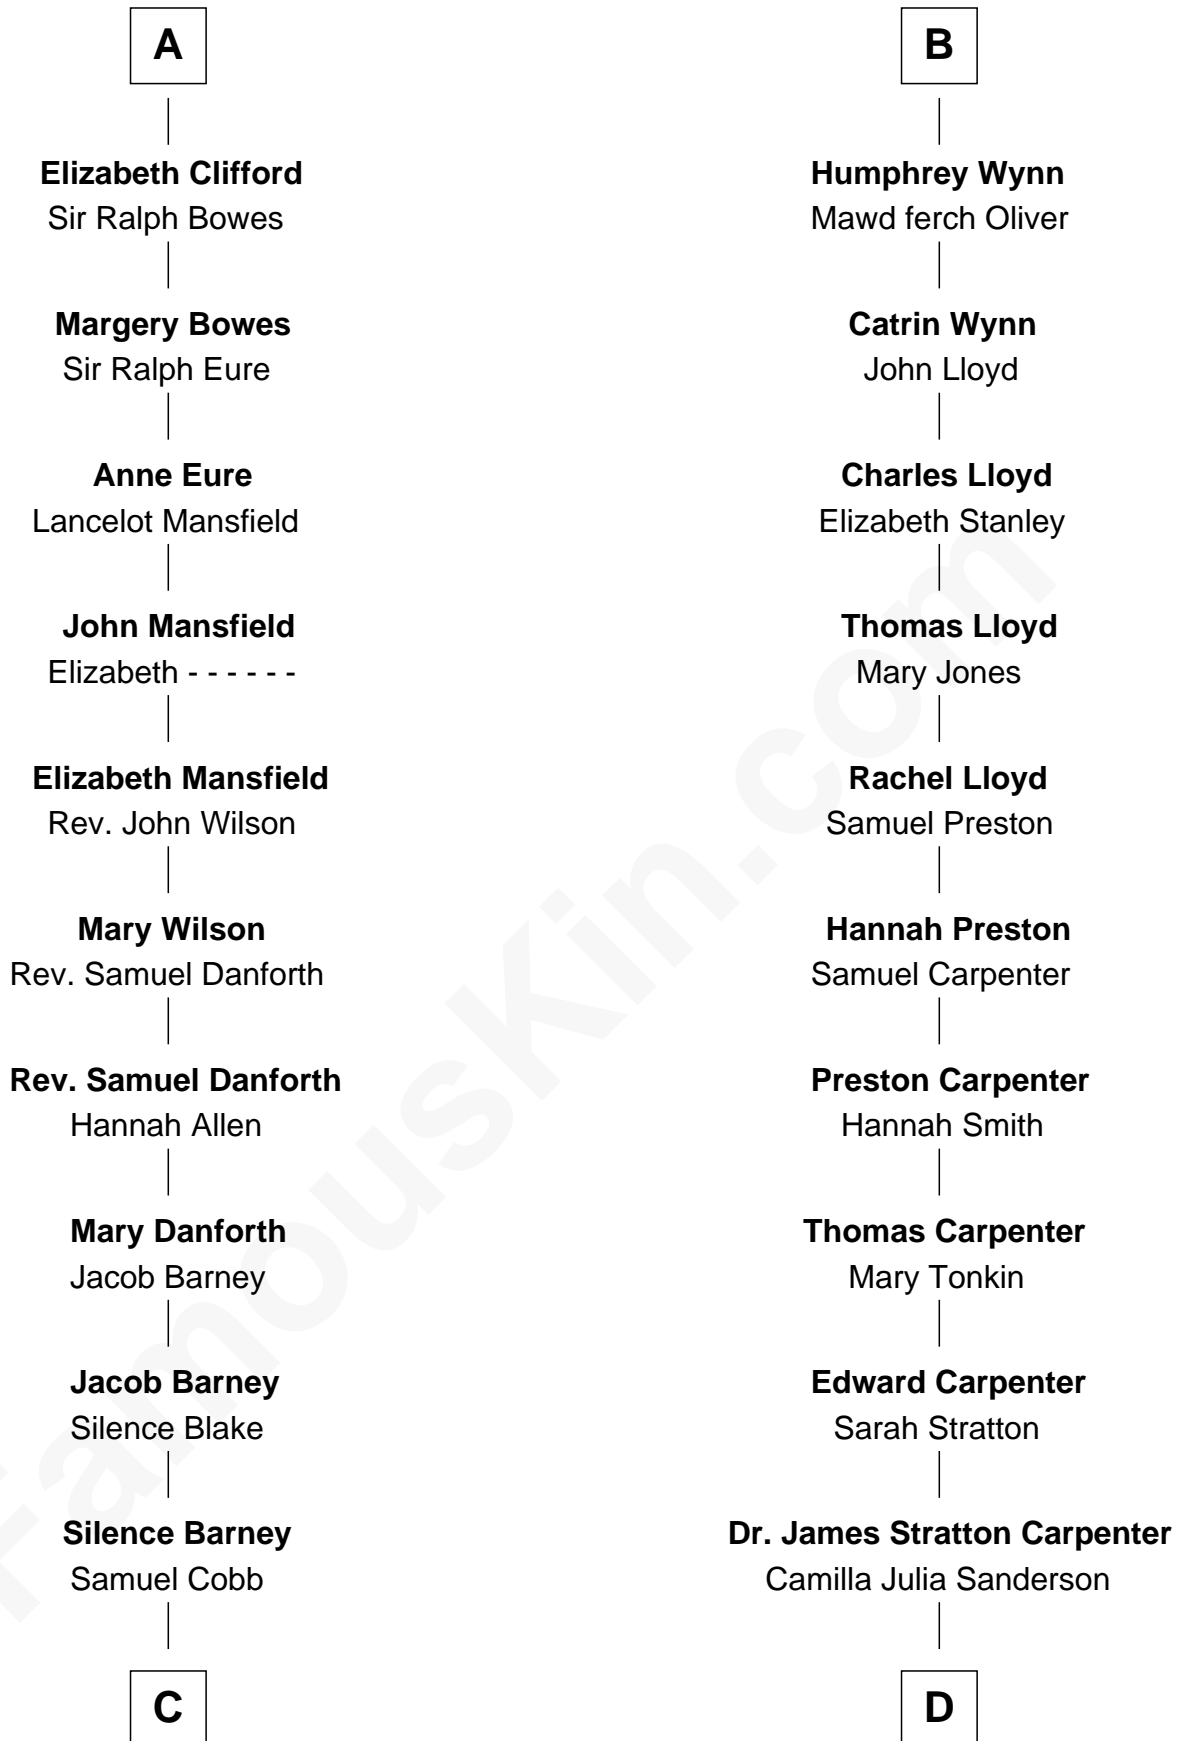 A
Elizabeth Clifford
Sir Ralph Bowes
Margery Bowes
Sir Ralph Eure
Anne Eure
Lancelot Mansfield
John Mansfield
Elizabeth - - - - - -
Elizabeth Mansfield
Rev. John Wilson
Mary Wilson
Rev. Samuel Danforth
Rev. Samuel Danforth
Hannah Allen
Mary Danforth
Jacob Barney
Jacob Barney
Silence Blake
Silence Barney
Samuel Cobb
C
B
Humphrey Wynn
Mawd ferch Oliver
Catrin Wynn
John Lloyd
Charles Lloyd
Elizabeth Stanley
Thomas Lloyd
Mary Jones
Rachel Lloyd
Samuel Preston
Hannah Preston
Samuel Carpenter
Preston Carpenter
Hannah Smith
Thomas Carpenter
Mary Tonkin
Edward Carpenter
Sarah Stratton
Dr. James Stratton Carpenter
Camilla Julia Sanderson
D
FamousKin.com